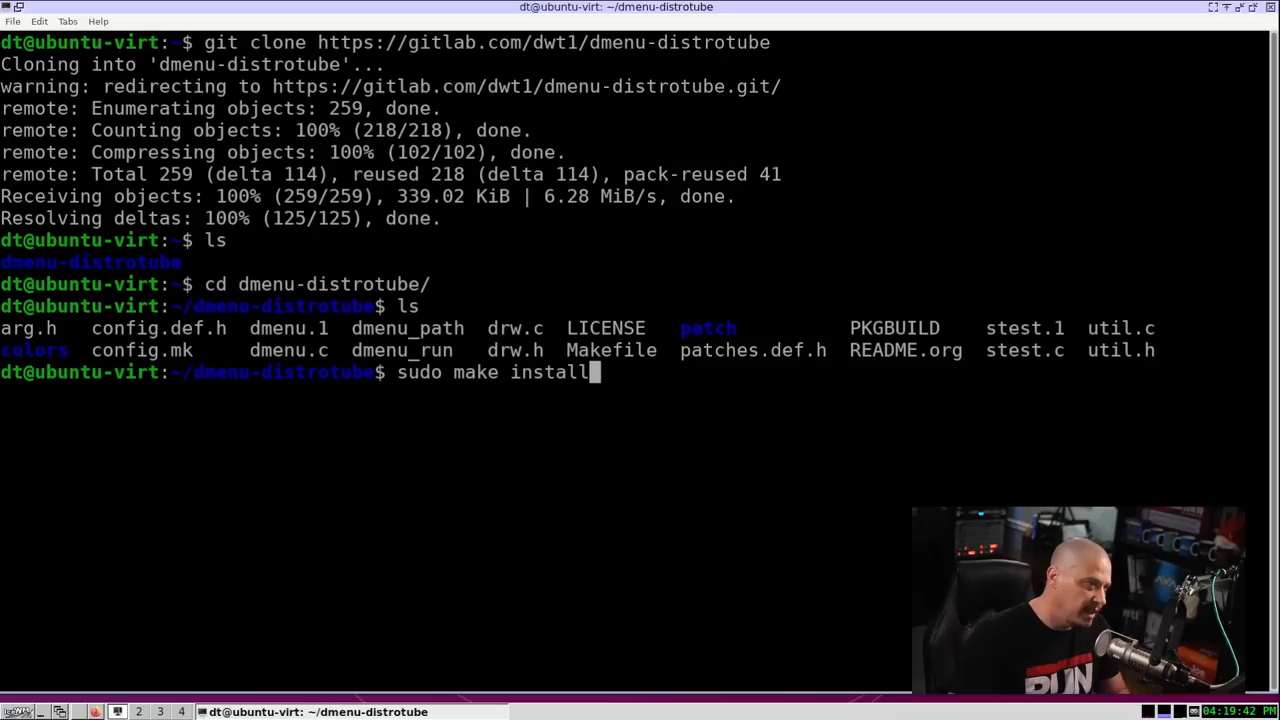 dt@ubuntu-virt: ~/dmenu-distrotube
File Edit Tabs Help
dt@ubuntu-virt:~$ git clone https://gitlab.com/dwt1/dmenu-distrotube
Cloning into 'dmenu-distrotube'...
warning: redirecting to https://gitlab.com/dwt1/dmenu-distrotube.git/
remote: Enumerating objects: 259, done.
remote: Counting objects: 100% (218/218), done.
remote: Compressing objects: 100% (102/102), done.
remote: Total 259 (delta 114), reused 218 (delta 114), pack-reused 41
Receiving objects: 100% (259/259), 339.02 KiB | 6.28 MiB/s, done.
Resolving deltas: 100% (125/125), done.
dt@ubuntu-virt:~$ ls
dmenu-distrotube
dt@ubuntu-virt:~$ cd dmenu-distrotube/
dt@ubuntu-virt:~/dmenu-distrotube$ ls
arg.h config.def.h dmenu.1 dmenu_path drw.c LICENSE patch PKGBUILD stest.1 util.c
colors config.mk dmenu.c dmenu_run drw.h Makefile patches.def.h README.org stest.c util.h
dt@ubuntu-virt:~/dmenu-distrotube$ sudo make install
RUN
2 3 4 dt@ubuntu-virt: ~/dmenu-distrotube 04:19:42 PM